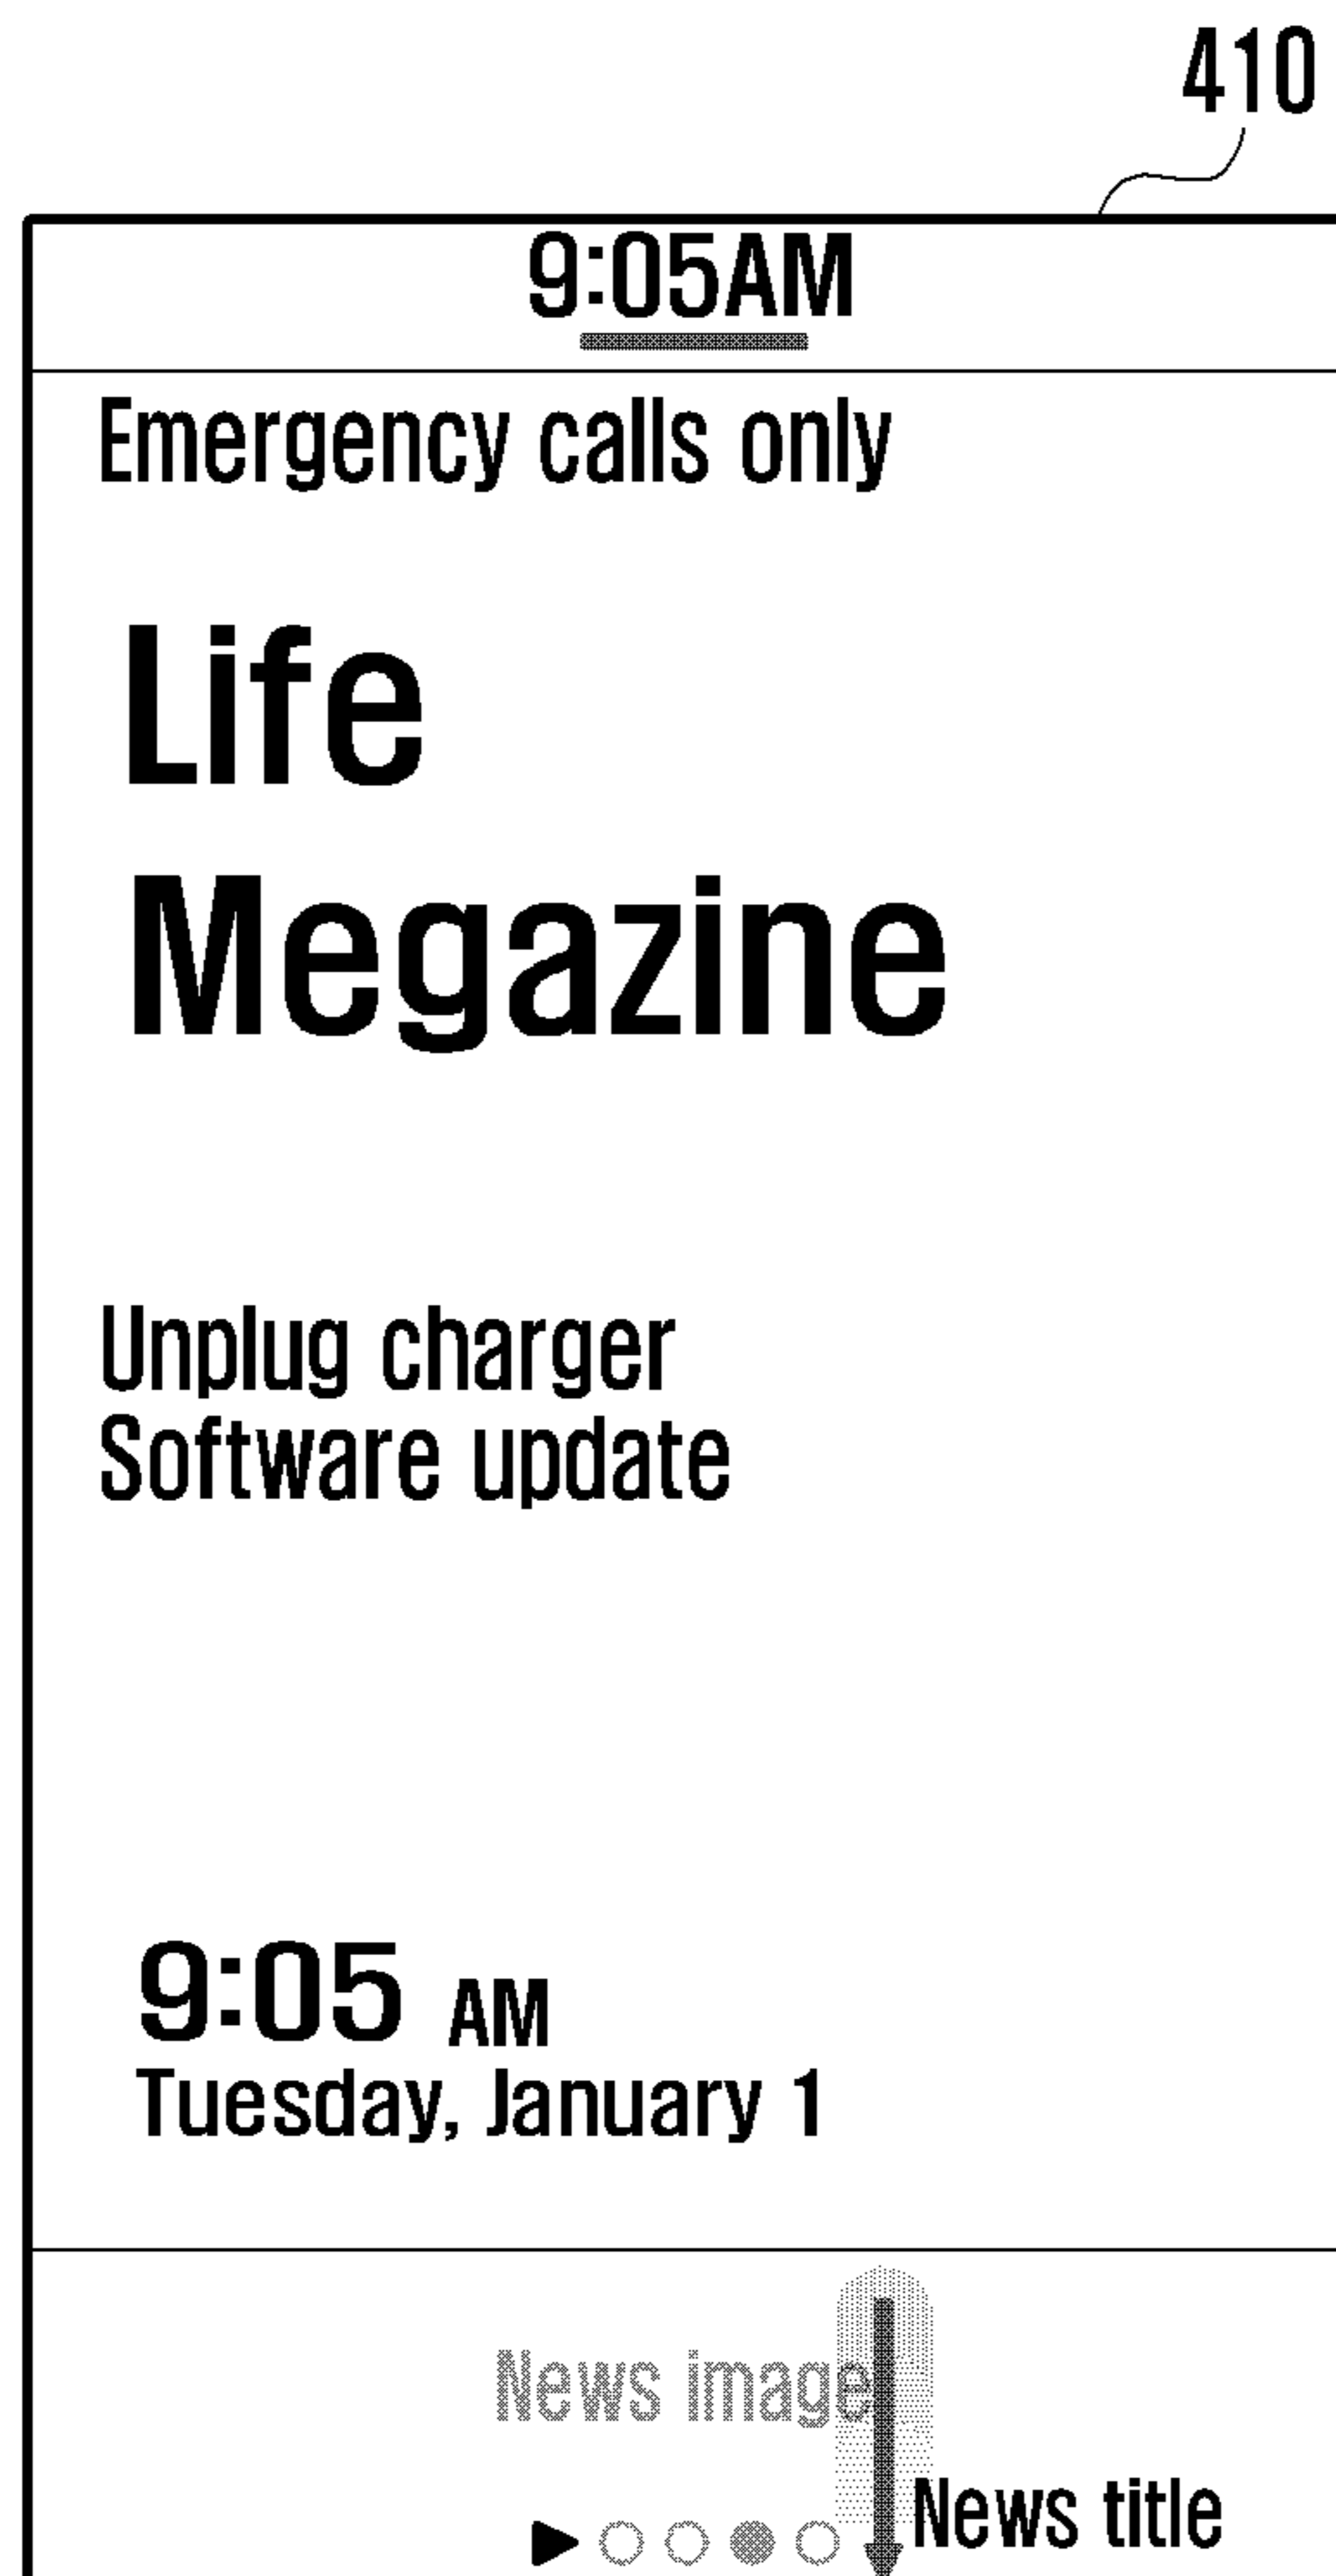 410
9:05AM
Emergency calls only
Life
Megazine
Unplug charger
Software update
9:05 AM
Tuesday, January 1
News image
News title